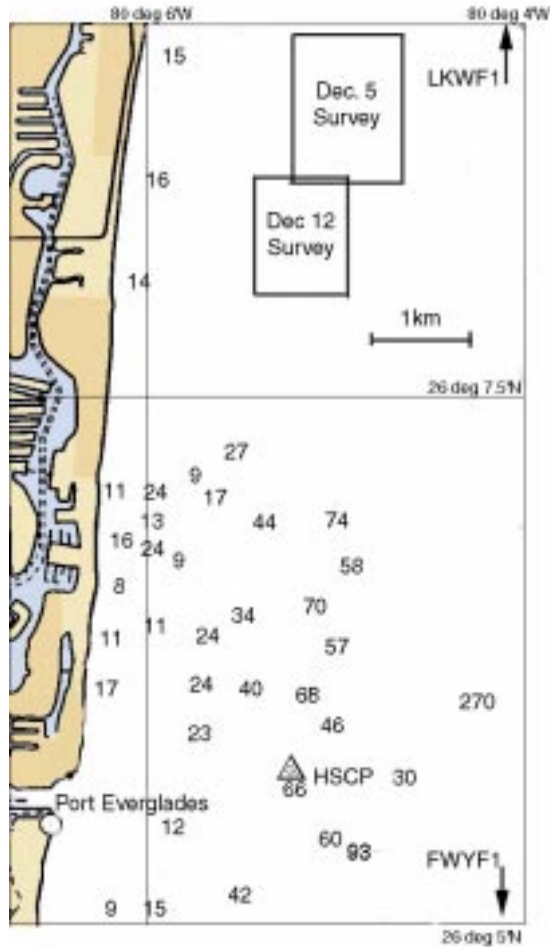 80 deg 6'W
80 deg 4'W
15
LKWF1
Dec. 5
Survey
16
Dec 12
Survey
14
1km
26 deg 7.5'N
27
9
11
24
17
13
44
74
16
24
9
58
8
70
34
11
24
11
57
24
40
68
17
270
46
23
HSCP
30
66
Port Everglades
12
60
93
FWYF1
42
9
15
26 deg 5'N